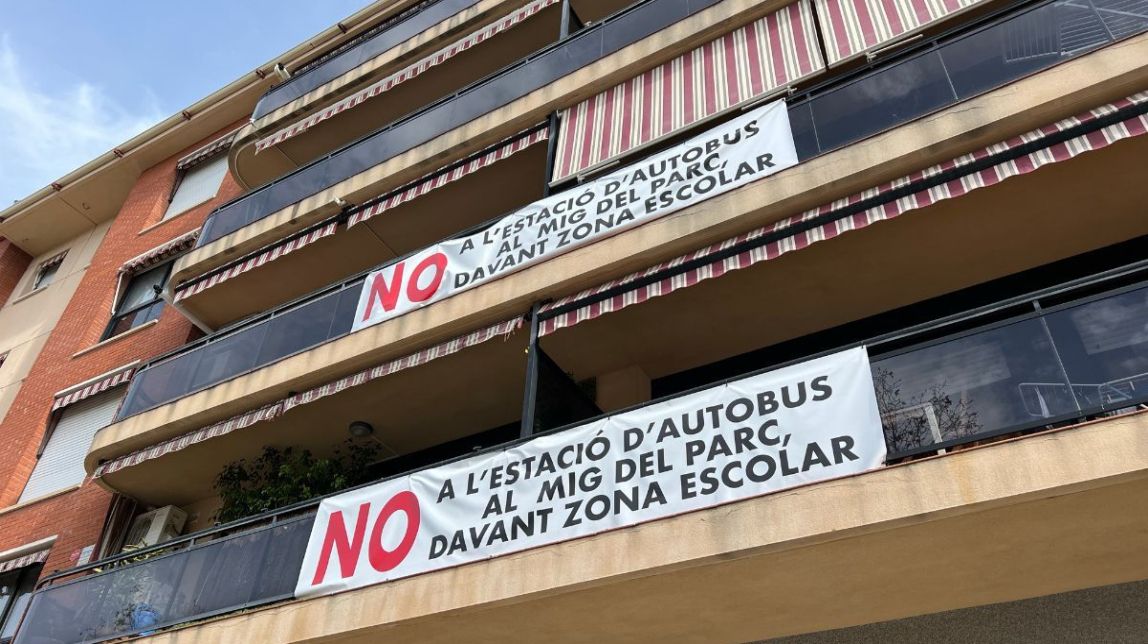 NO
A L'ESTACIÓ D'AUTOBUS
AL MIG DEL PARC,
DAVANT ZONA ESCOLAR
NO
A L'ESTACIÓ D'AUTOBUS
AL MIG DEL PARC,
DAVANT ZONA ESCOLAR